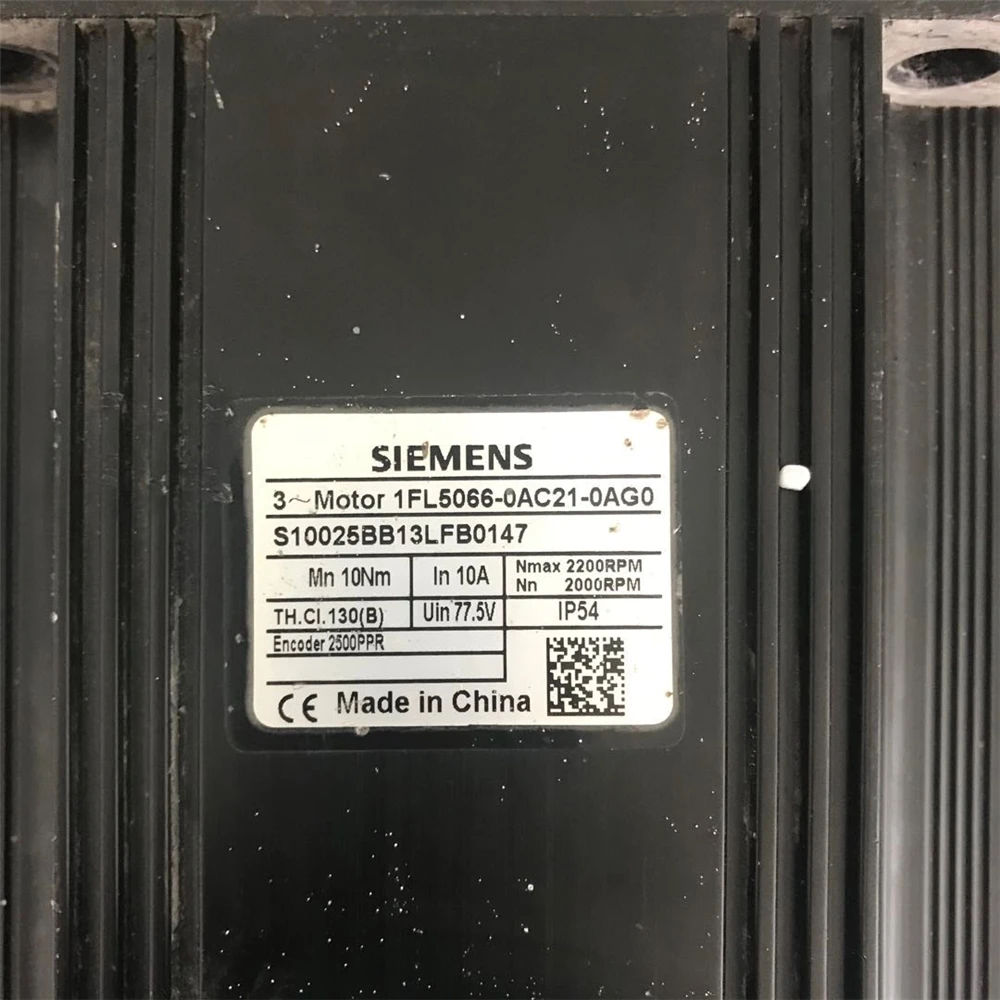 SIEMENS
3~Motor 1FL5066-0AC21-0AG0
S10025BB13LFB0147
Mn 10Nm In 10A Nmax 2200RPM
Nn 2000RPM
TH.CI.130(B) Uin 77.5V IP54
Encoder 2500PPR
CE Made in China